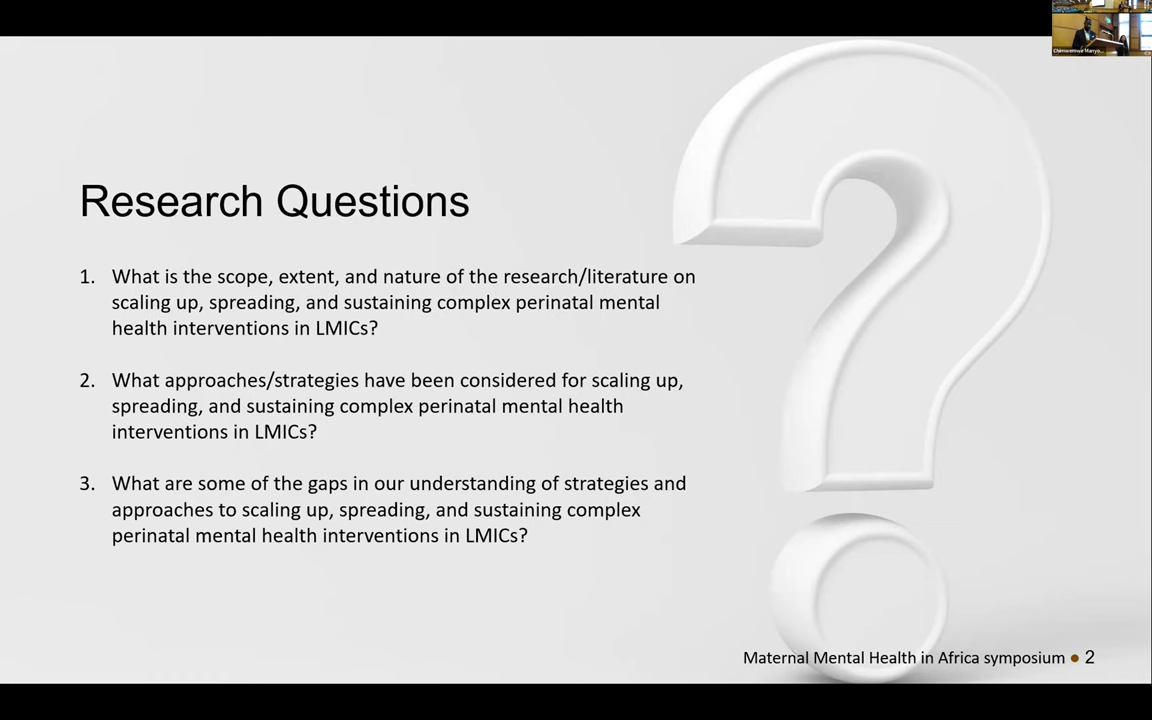 Research Questions
1. What is the scope, extent, and nature of the research/literature on
scaling up, spreading, and sustaining complex perinatal mental
health interventions in LMICs?
2. What approaches/strategies have been considered for scaling up,
spreading, and sustaining complex perinatal mental health
interventions in LMICs?
3. What are some of the gaps in our understanding of strategies and
approaches to scaling up, spreading, and sustaining complex
perinatal mental health interventions in LMICs?
Maternal Mental Health in Africa symposium ● 2